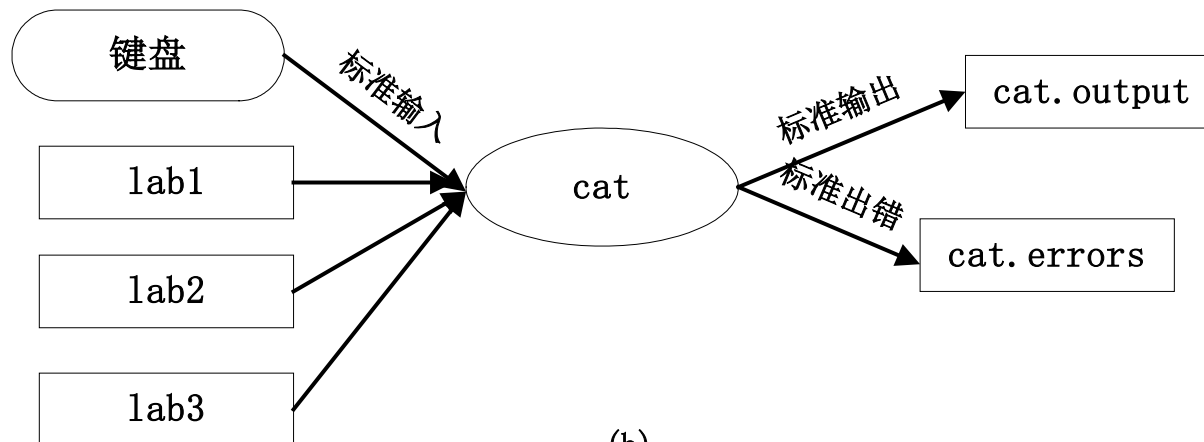 键盘
标准输入
lab1
lab2
lab3
cat
标准输出
标准出错
cat.output
cat.errors
(b)